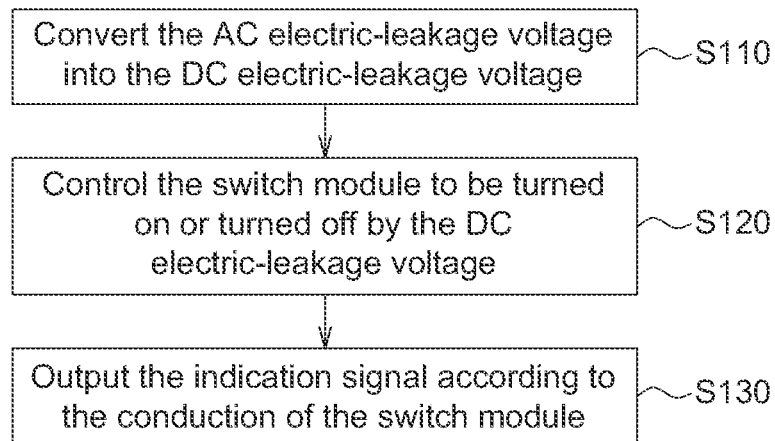 Convert the AC electric-leakage voltage
into the DC electric-leakage voltage
S110
Control the switch module to be turned
on or turned off by the DC
electric-leakage voltage
S120
Output the indication signal according to
the conduction of the switch module
S130